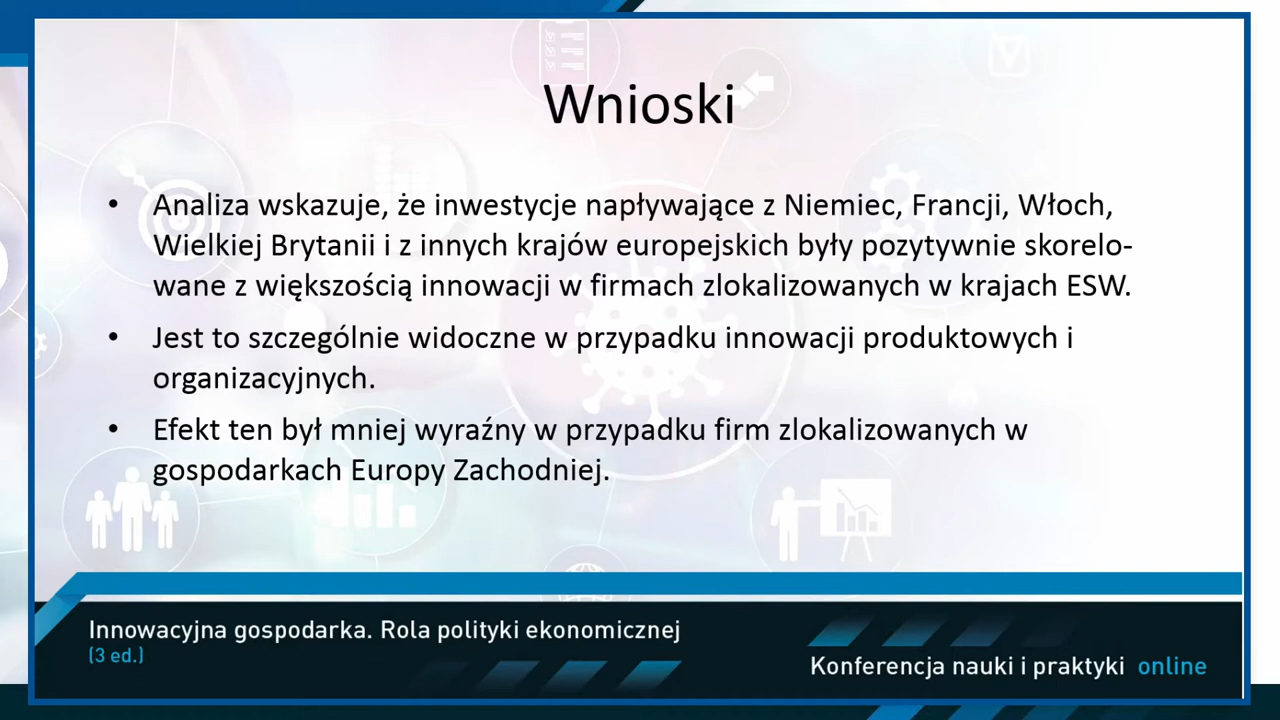 Wnioski
• Analiza wskazuje, że inwestycje napływające z Niemiec, Francji, Włoch,
Wielkiej Brytanii i z innych krajów europejskich były pozytywnie skorelo-
wane z większością innowacji w firmach zlokalizowanych w krajach ESW.
• Jest to szczególnie widoczne w przypadku innowacji produktowych i
organizacyjnych.
• Efekt ten był mniej wyraźny w przypadku firm zlokalizowanych w
gospodarkach Europy Zachodniej.
Innowacyjna gospodarka. Rola polityki ekonomicznej
(3 ed.)
Konferencja nauki i praktyki online